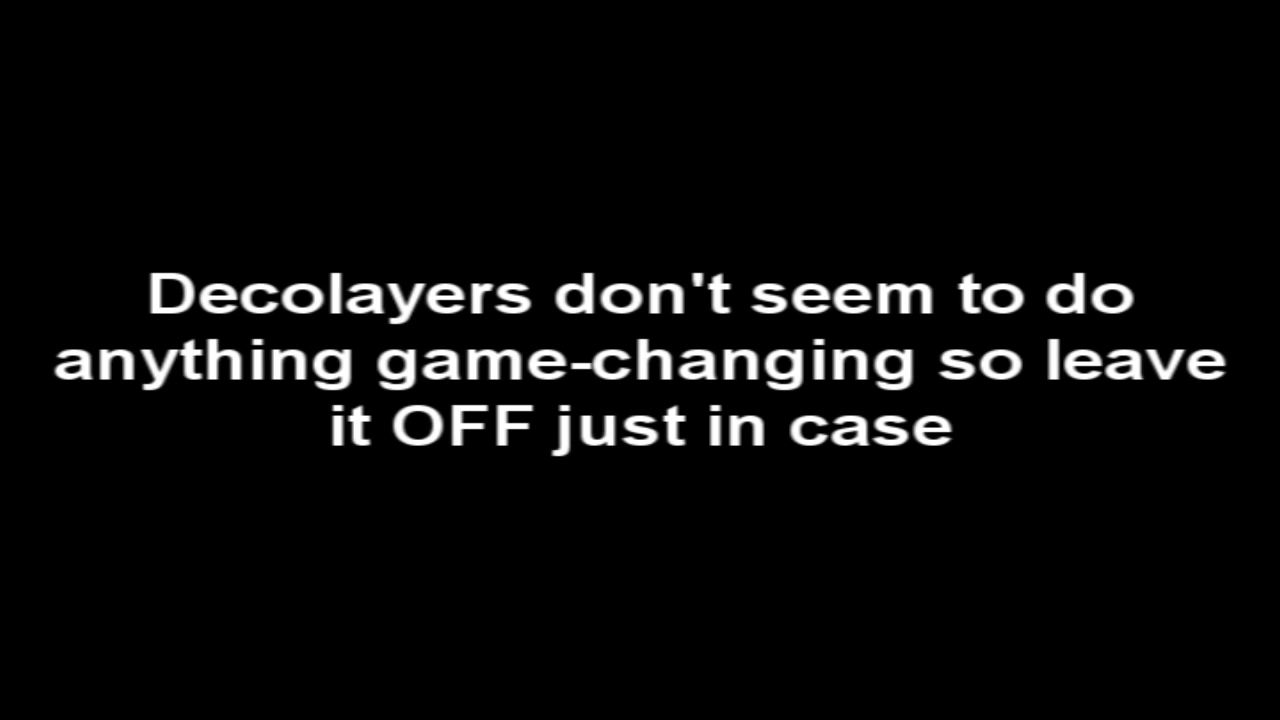 Decolayers don't seem to do
anything game-changing so leave
it OFF just in case